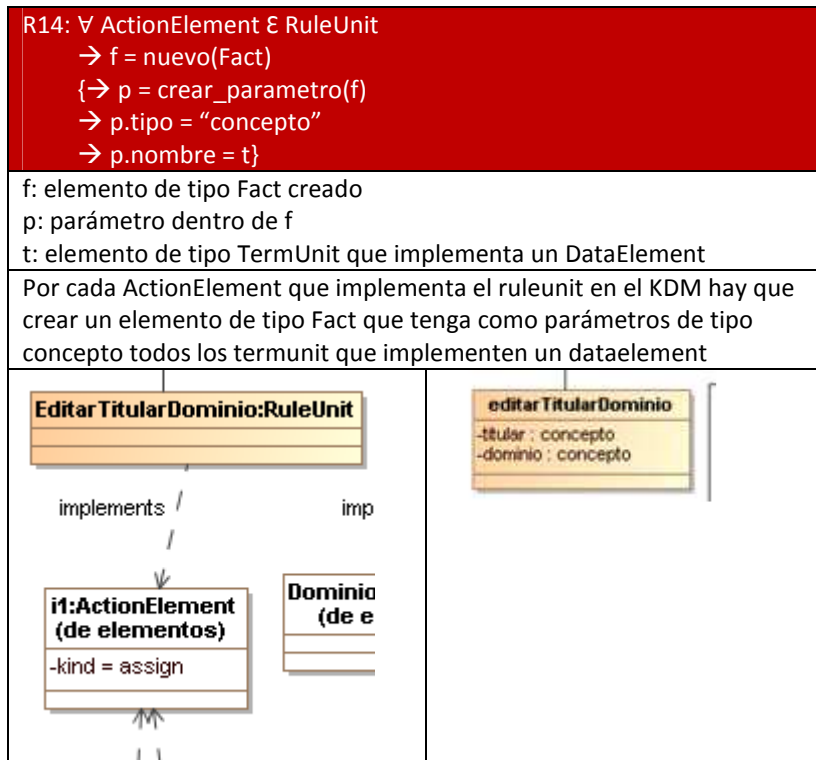 R14: ∀ ActionElement Ɛ RuleUnit
→ f = nuevo(Fact)
{→ p = crear_parametro(f)
→ p.tipo = “concepto”
→ p.nombre = t}
f: elemento de tipo Fact creado
p: parámetro dentro de f
t: elemento de tipo TermUnit que implementa un DataElement
Por cada ActionElement que implementa el ruleunit en el KDM hay que
crear un elemento de tipo Fact que tenga como parámetros de tipo
concepto todos los termunit que implementen un dataelement
EditarTitularDominio:RuleUnit
implements
imp
i1:ActionElement
(de elementos)
-kind = assign
Dominio
(de e
editarTitularDominio
-titular : concepto
-dominio : concepto